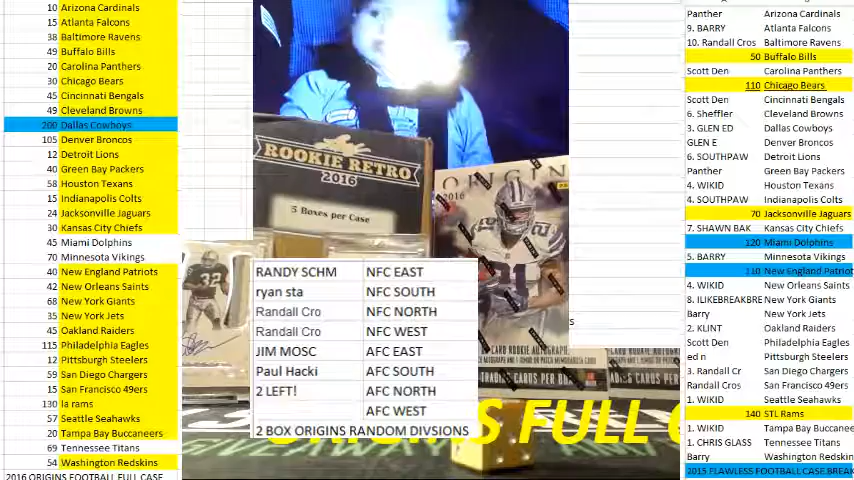 10 Arizona Cardinals
15 Atlanta Falcons
38 Baltimore Ravens
49 Buffalo Bills
20 Carolina Panthers
30 Chicago Bears
45 Cincinnati Bengals
49 Cleveland Browns
200 Dallas Cowboys
105 Denver Broncos
12 Detroit Lions
40 Green Bay Packers
58 Houston Texans
15 Indianapolis Colts
24 Jacksonville Jaguars
30 Kansas City Chiefs
45 Miami Dolphins
70 Minnesota Vikings
40 New England Patriots
42 New Orleans Saints
68 New York Giants
35 New York Jets
45 Oakland Raiders
115 Philadelphia Eagles
12 Pittsburgh Steelers
59 San Diego Chargers
15 San Francisco 49ers
130 la rams
57 Seattle Seahawks
20 Tampa Bay Buccaneers
69 Tennessee Titans
54 Washington Redskins
2016 ORIGINS FOOTBALL FULL CASE
Leaf
ROOKIE RETRO
2016
5 Boxes per Case
ORIGINS
2016
21
32
RANDY SCHM NFC EAST
ryan sta NFC SOUTH
Randall Cro NFC NORTH
Randall Cro NFC WEST
JIM MOSC AFC EAST
Paul Hacki AFC SOUTH
2 LEFT! AFC NORTH
AFC WEST
2 BOX ORIGINS RANDOM DIVSIONS
ORIGINS FULL C
GIVEAWAY
Panther Arizona Cardinals
9. BARRY Atlanta Falcons
10. Randall Cros Baltimore Ravens
50 Buffalo Bills
Scott Den Carolina Panthers
110 Chicago Bears
Scott Den Cincinnati Bengals
6. Sheffler Cleveland Browns
3. GLEN ED Dallas Cowboys
GLEN E Denver Broncos
6. SOUTHPAW Detroit Lions
Panther Green Bay Packers
4. WIKID Houston Texans
4. SOUTHPAW Indianapolis Colts
70 Jacksonville Jaguars
7. SHAWN BAK Kansas City Chiefs
120 Miami Dolphins
5. BARRY Minnesota Vikings
110 New England Patriot
4. WIKID New Orleans Saints
8. ILIKEBREAKBRE New York Giants
Barry New York Jets
2. KLINT Oakland Raiders
Scott Den Philadelphia Eagles
ed n Pittsburgh Steelers
3. Randall Cr San Diego Chargers
Randall Cros San Francisco 49ers
1. WIKID Seattle Seahawks
140 STL Rams
1. WIKID Tampa Bay Buccanee
1. CHRIS GLASS Tennessee Titans
Barry Washington Redskins
2015 FLAWLESS FOOTBALL CASE BREAK